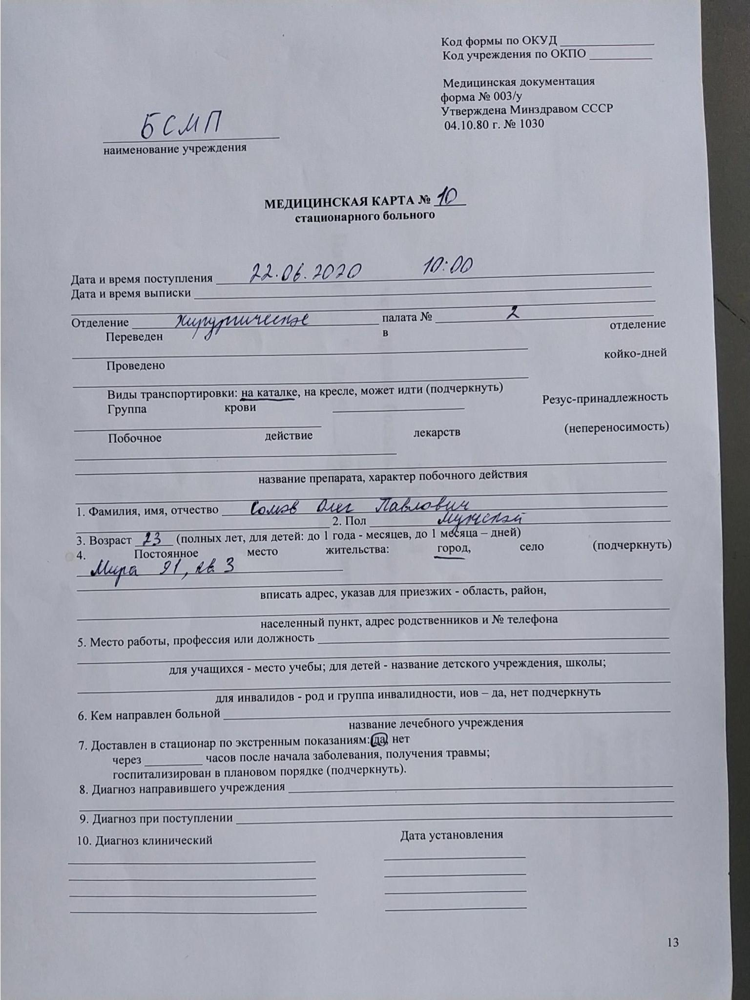 Код формы по ОКУД
Код учреждения по ОКПО
Медицинская документация
форма № 003/у
Утверждена Минздравом СССР
04.10.80 г. № 1030
БСМП
наименование учреждения
МЕДИЦИНСКАЯ КАРТА № 10
стационарного больного
Дата и время поступления 22.06.2020 10:00
Дата и время выписки
Отделение хирургическое палата № 2
Переведен в отделение
Проведено койко-дней
Виды транспортировки: на каталке, на кресле, может идти (подчеркнуть)
Группа крови Резус-принадлежность
Побочное действие лекарств (непереносимость)
название препарата, характер побочного действия
1. Фамилия, имя, отчество Сомов Олег Павлович
2. Пол мужской
3. Возраст 23 (полных лет, для детей: до 1 года - месяцев, до 1 месяца – дней)
4. Постоянное место жительства: город, село (подчеркнуть)
Мира 91, кв. 3
вписать адрес, указав для приезжих - область, район,
населенный пункт, адрес родственников и № телефона
5. Место работы, профессия или должность
для учащихся - место учебы; для детей - название детского учреждения, школы;
для инвалидов - род и группа инвалидности, иов – да, нет подчеркнуть
6. Кем направлен больной
название лечебного учреждения
7. Доставлен в стационар по экстренным показаниям: да, нет
через часов после начала заболевания, получения травмы;
госпитализирован в плановом порядке (подчеркнуть).
8. Диагноз направившего учреждения
9. Диагноз при поступлении
10. Диагноз клинический Дата установления
13